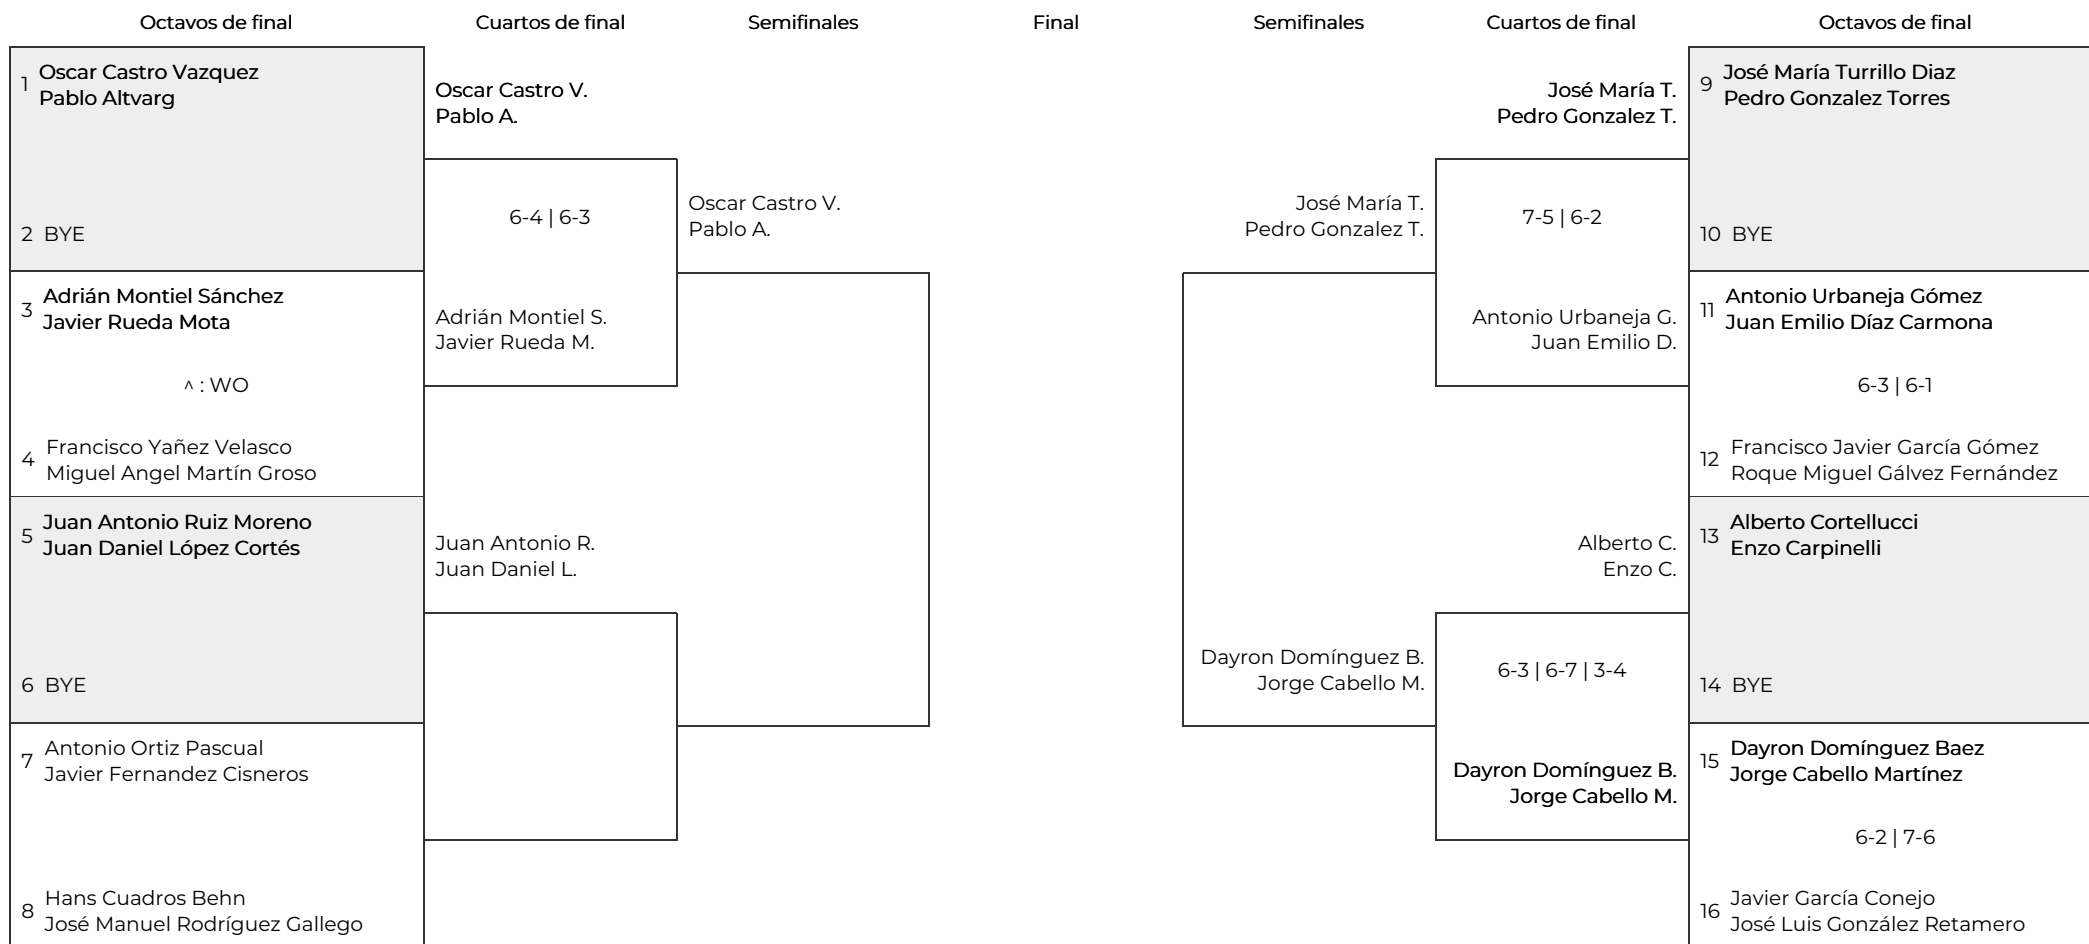 Octavos de final
Cuartos de final
Semifinales
Final
Semifinales
Cuartos de final
Octavos de final
1
Oscar Castro Vazquez
Pablo Altvarg
2 BYE
3
Adrián Montiel Sánchez
Javier Rueda Mota
^ : WO
4
Francisco Yañez Velasco
Miguel Angel Martín Groso
5
Juan Antonio Ruiz Moreno
Juan Daniel López Cortés
6 BYE
7
Antonio Ortiz Pascual
Javier Fernandez Cisneros
8
Hans Cuadros Behn
José Manuel Rodríguez Gallego
Oscar Castro V.
Pablo A.
6-4 | 6-3
Adrián Montiel S.
Javier Rueda M.
Juan Antonio R.
Juan Daniel L.
Oscar Castro V.
Pablo A.
José María T.
Pedro Gonzalez T.
Dayron Domínguez B.
Jorge Cabello M.
José María T.
Pedro Gonzalez T.
7-5 | 6-2
Antonio Urbaneja G.
Juan Emilio D.
Alberto C.
Enzo C.
6-3 | 6-7 | 3-4
Dayron Domínguez B.
Jorge Cabello M.
9
José María Turrillo Diaz
Pedro Gonzalez Torres
10 BYE
11
Antonio Urbaneja Gómez
Juan Emilio Díaz Carmona
6-3 | 6-1
12
Francisco Javier García Gómez
Roque Miguel Gálvez Fernández
13
Alberto Cortellucci
Enzo Carpinelli
14 BYE
15
Dayron Domínguez Baez
Jorge Cabello Martínez
6-2 | 7-6
16
Javier García Conejo
José Luis González Retamero